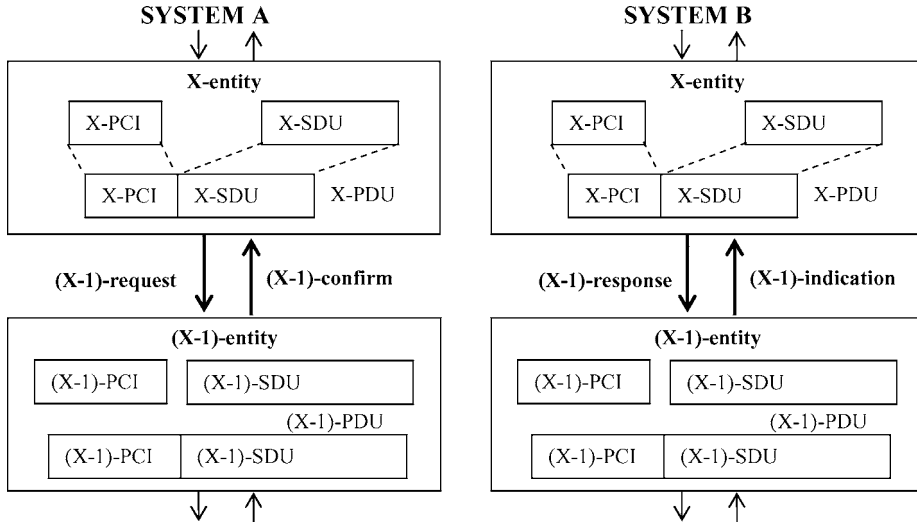 SYSTEM A
X-entity
X-PCI
X-SDU
X-PCI
X-SDU
X-PDU
(X-1)-request
(X-1)-confirm
(X-1)-entity
(X-1)-PCI
(X-1)-SDU
(X-1)-PDU
(X-1)-PCI
(X-1)-SDU
SYSTEM B
X-entity
X-PCI
X-SDU
X-PCI
X-SDU
X-PDU
(X-1)-response
(X-1)-indication
(X-1)-entity
(X-1)-PCI
(X-1)-SDU
(X-1)-PDU
(X-1)-PCI
(X-1)-SDU